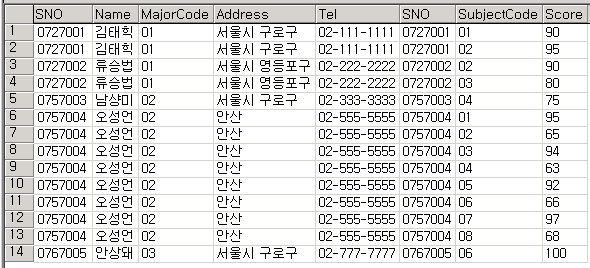 SNO Name MajorCode Address Tel SNO SubjectCode Score
1 0727001 김태희 01 서울시 구로구 02-111-1111 0727001 01 90
2 0727001 김태희 01 서울시 구로구 02-111-1111 0727001 02 95
3 0727002 류승범 01 서울시 영등포구 02-222-2222 0727002 02 90
4 0727002 류승범 01 서울시 영등포구 02-222-2222 0727002 03 80
5 0757003 남상미 02 서울시 구로구 02-333-3333 0757003 04 75
6 0757004 오성언 02 안산 02-555-5555 0757004 01 95
7 0757004 오성언 02 안산 02-555-5555 0757004 02 65
8 0757004 오성언 02 안산 02-555-5555 0757004 03 94
9 0757004 오성언 02 안산 02-555-5555 0757004 04 63
10 0757004 오성언 02 안산 02-555-5555 0757004 05 92
11 0757004 오성언 02 안산 02-555-5555 0757004 06 66
12 0757004 오성언 02 안산 02-555-5555 0757004 07 97
13 0757004 오성언 02 안산 02-555-5555 0757004 08 68
14 0767005 안상돼 03 서울시 구로구 02-777-7777 0767005 06 100